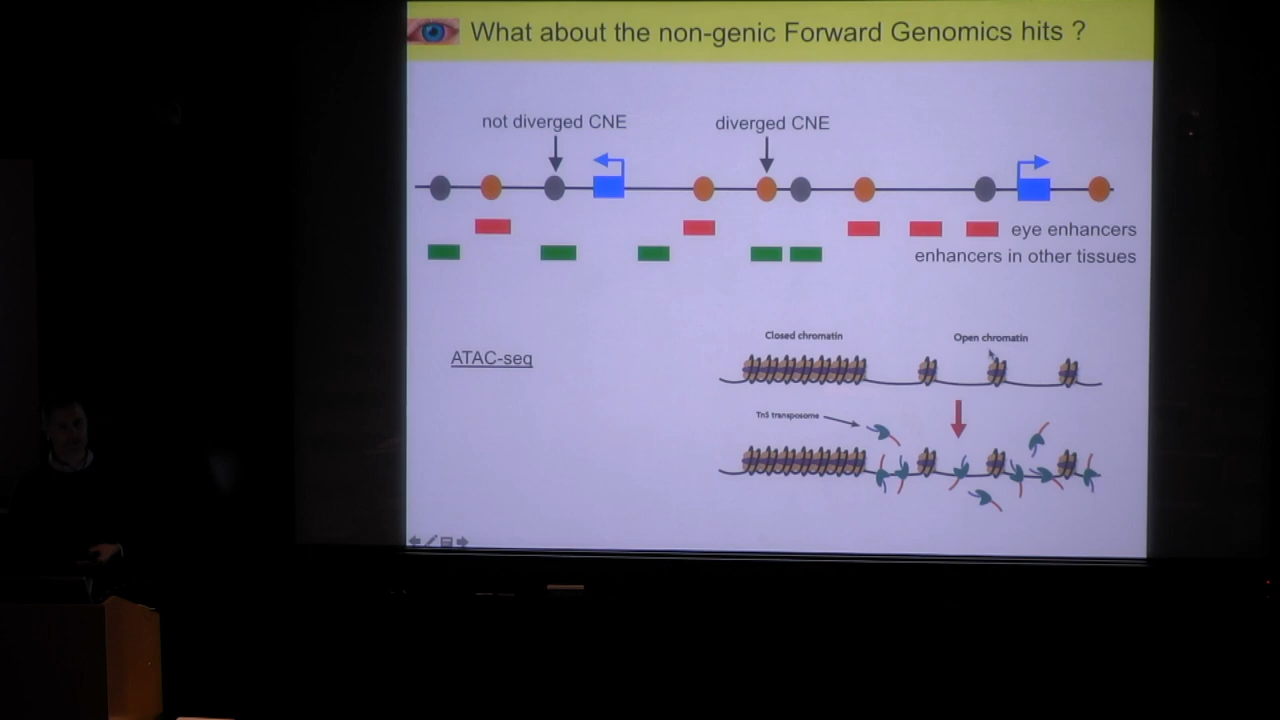 What about the non-genic Forward Genomics hits ?
not diverged CNE
diverged CNE
eye enhancers
enhancers in other tissues
ATAC-seq
Closed chromatin
Open chromatin
Tn5 transposome